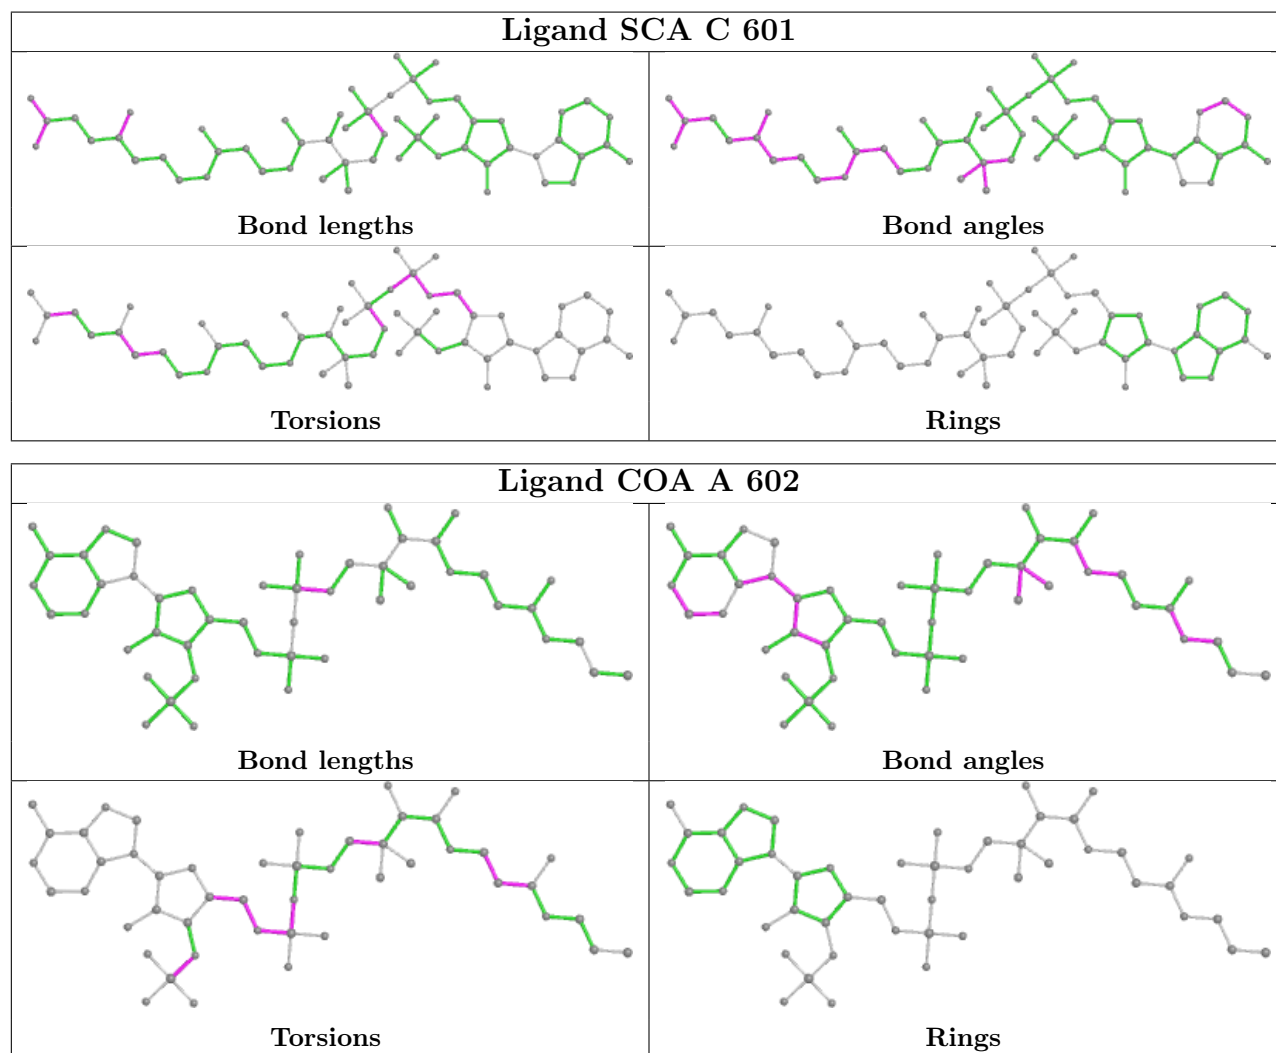 Ligand SCA C 601
Bond lengths
Bond angles
Torsions
Rings
Ligand COA A 602
Bond lengths
Bond angles
Torsions
Rings